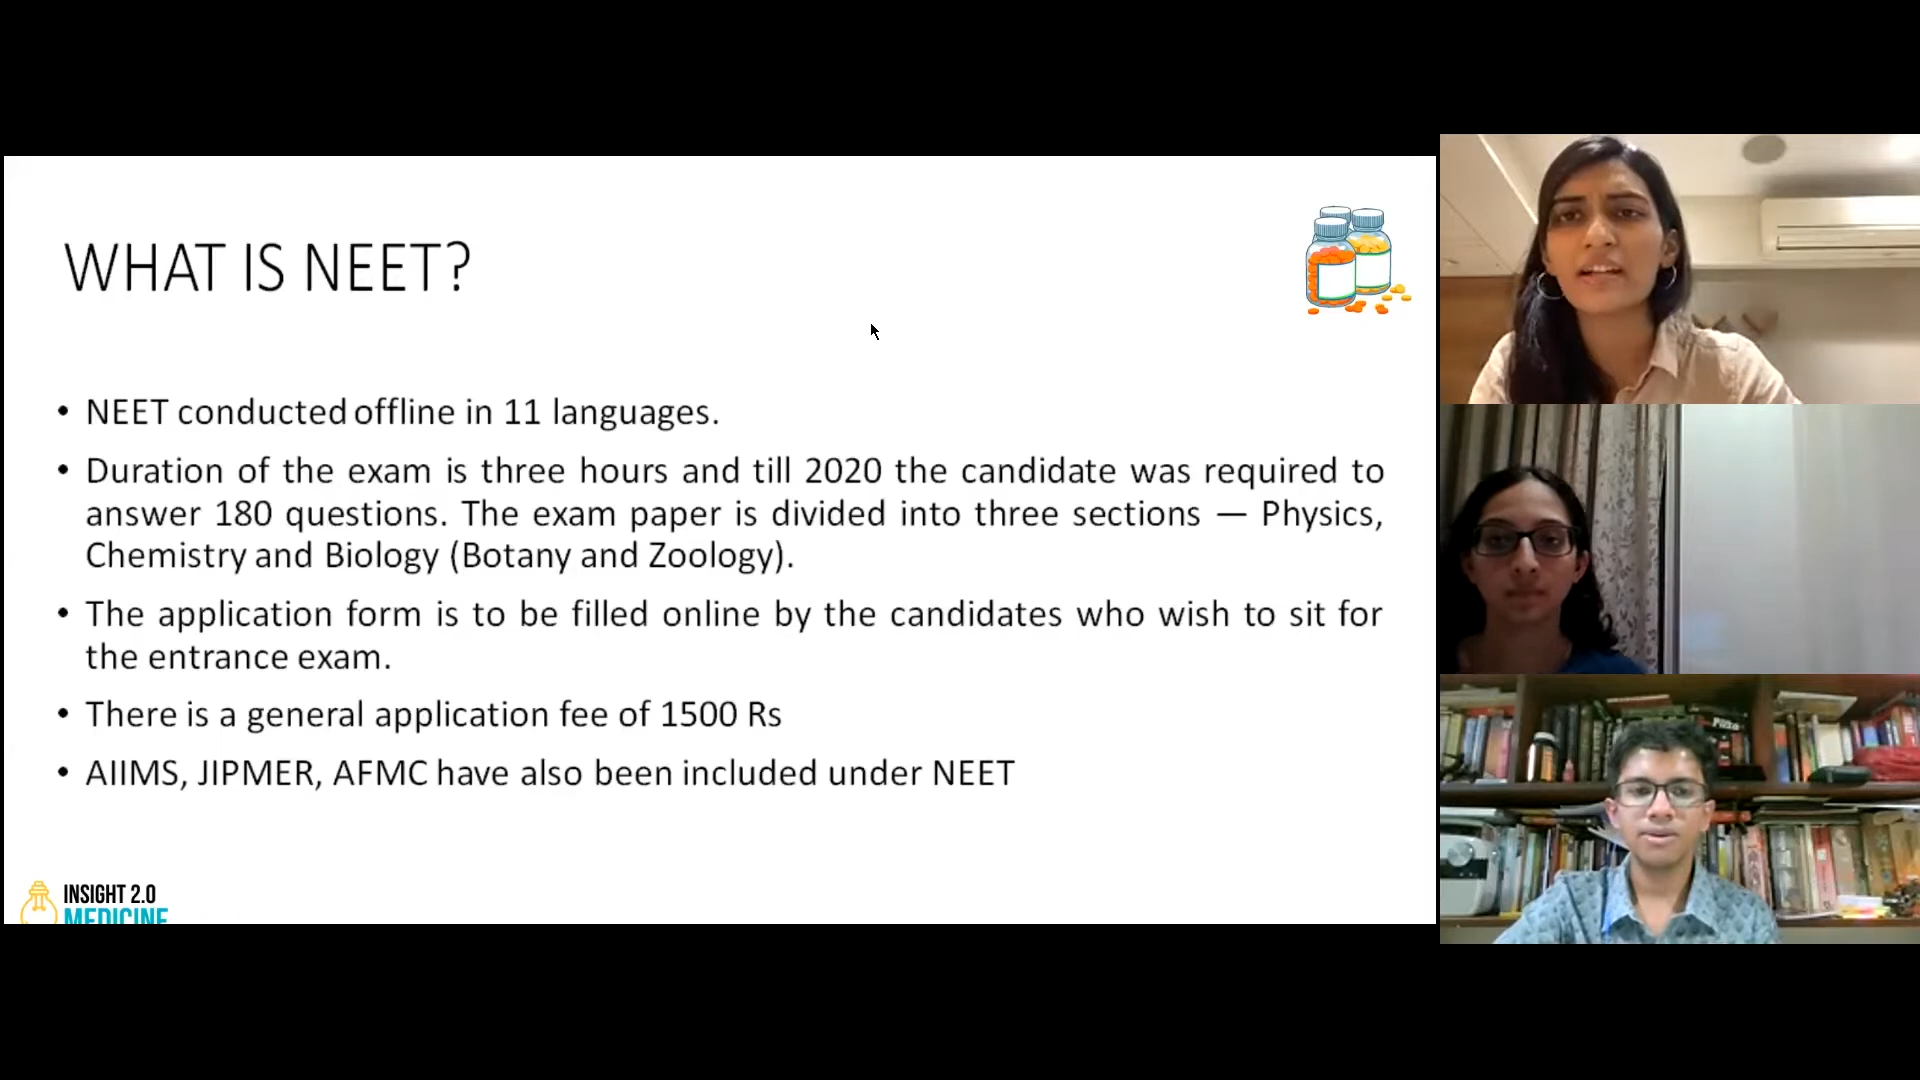 WHAT IS NEET?
• NEET conducted offline in 11 languages.
• Duration of the exam is three hours and till 2020 the candidate was required to
answer 180 questions. The exam paper is divided into three sections — Physics,
Chemistry and Biology (Botany and Zoology).
• The application form is to be filled online by the candidates who wish to sit for
the entrance exam.
• There is a general application fee of 1500 Rs
• AIIMS, JIPMER, AFMC have also been included under NEET
INSIGHT 2.0
MEDICINE